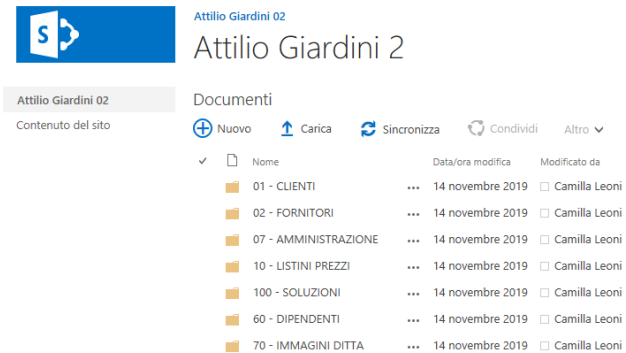 S
Attilio Giardini 02
Attilio Giardini 2
Attilio Giardini 02
Contenuto del sito
Documenti
Nuovo Carica Sincronizza Condividi Altro
Nome Data/ora modifica Modificato da
01 - CLIENTI ... 14 novembre 2019 Camilla Leoni
02 - FORNITORI ... 14 novembre 2019 Camilla Leoni
07 - AMMINISTRAZIONE ... 14 novembre 2019 Camilla Leoni
10 - LISTINI PREZZI ... 14 novembre 2019 Camilla Leoni
100 - SOLUZIONI ... 14 novembre 2019 Camilla Leoni
60 - DIPENDENTI ... 14 novembre 2019 Camilla Leoni
70 - IMMAGINI DITTA ... 14 novembre 2019 Camilla Leoni